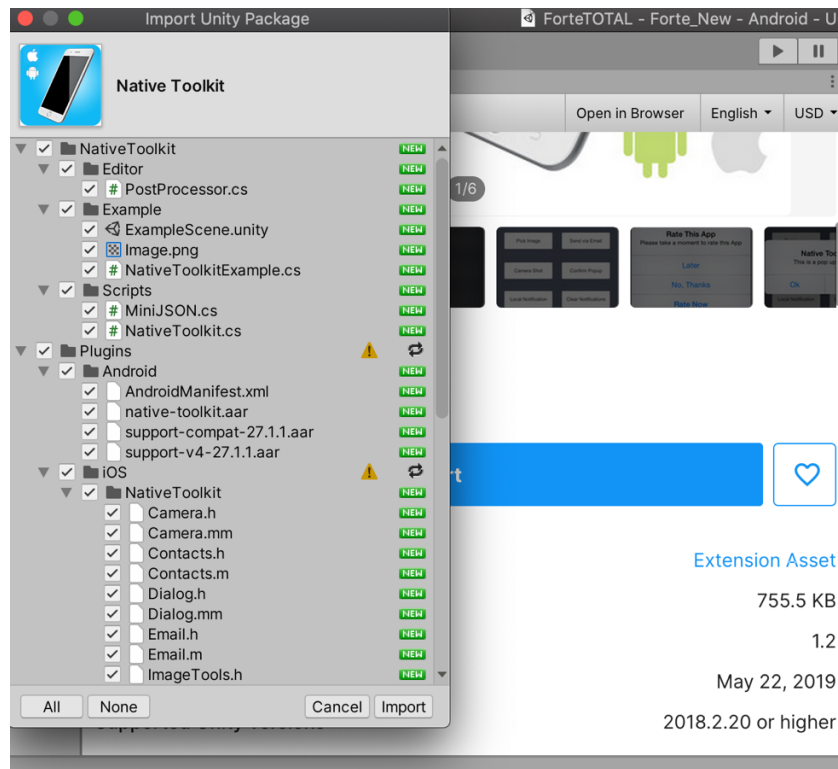 Import Unity Package
ForteTOTAL - Forte_New - Android - U
Native Toolkit
Open in Browser
English
USD
1/6
NativeToolkit NEW
Editor NEW
# PostProcessor.cs NEW
Example NEW
ExampleScene.unity NEW
Image.png NEW
# NativeToolkitExample.cs NEW
Scripts NEW
# MiniJSON.cs NEW
# NativeToolkit.cs NEW
Plugins
Android NEW
AndroidManifest.xml NEW
native-toolkit.aar NEW
support-compat-27.1.1.aar NEW
support-v4-27.1.1.aar NEW
iOS
NativeToolkit NEW
Camera.h NEW
Camera.mm NEW
Contacts.h NEW
Contacts.m NEW
Dialog.h NEW
Dialog.mm NEW
Email.h NEW
Email.m NEW
ImageTools.h NEW
All
None
Cancel
Import
Pick Image
Send via Email
Camera Shot
Confirm Popup
Local Notification
Clear Notifications
Rate This App
Please take a moment to rate this App
Later
No, Thanks
Rate Now
Native Too
This is a pop up
Ok
Local Notification
rt
Extension Asset
755.5 KB
1.2
May 22, 2019
2018.2.20 or higher